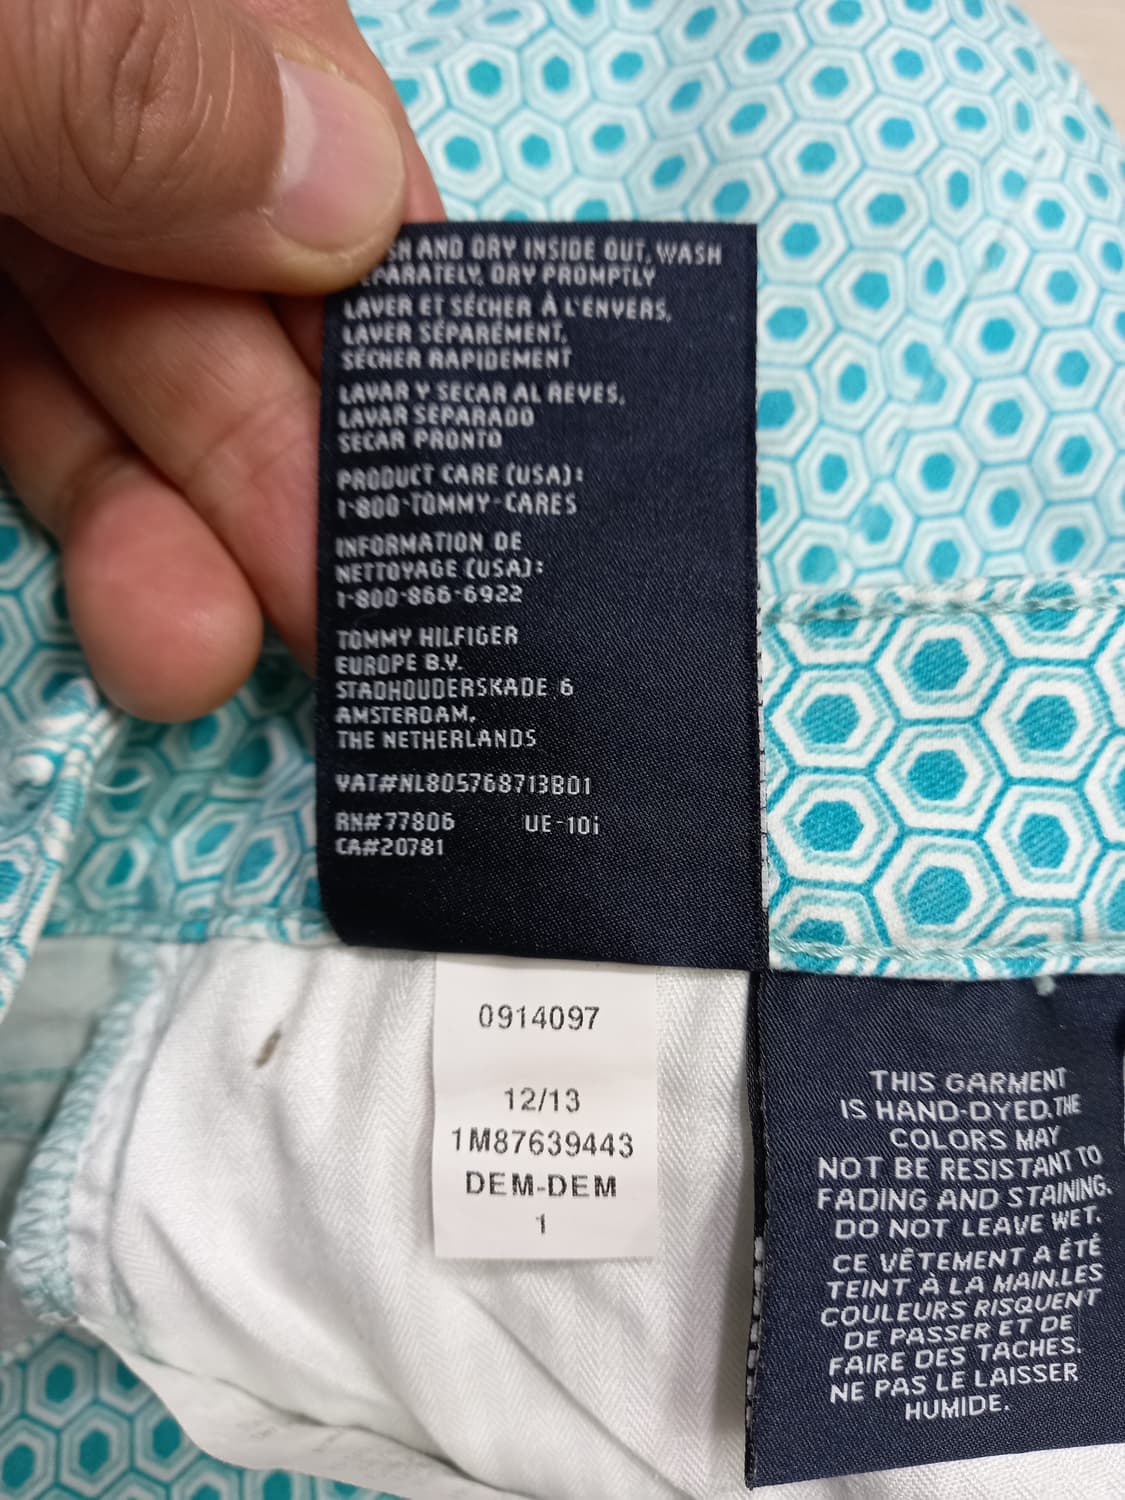 AND DRY INSIDE OUT, WASH
DRY PROMPTLY
LAVER ET SÉCHER À L'ENVERS,
LAVER SÉPARÉMENT,
SÉCHER RAPIDEMENT
LAVAR Y SECAR AL REVES,
LAVAR SEPARADO
SECAR PRONTO
PRODUCT CARE (USA):
1-800-TOMMY-CARES
INFORMATION DE
NETTOYAGE (USA):
1-800-866-6922
TOMMY HILFIGER
EUROPE B.V.
STADHOUDERSKADE 6
AMSTERDAM,
THE NETHERLANDS
VAT#NL805768713B01
RN#77806 UE-10i
CA#20781
0914097
12/13
1M87639443
DEM-DEM
1
THIS GARMENT
IS HAND-DYED.THE
COLORS MAY
NOT BE RESISTANT TO
FADING AND STAINING.
DO NOT LEAVE WET.
CE VÊTEMENT A ÉTÉ
TEINT À LA MAIN.LES
COULEURS RISQUENT
DE PASSER ET DE
FAIRE DES TACHES.
NE PAS LE LAISSER
HUMIDE.